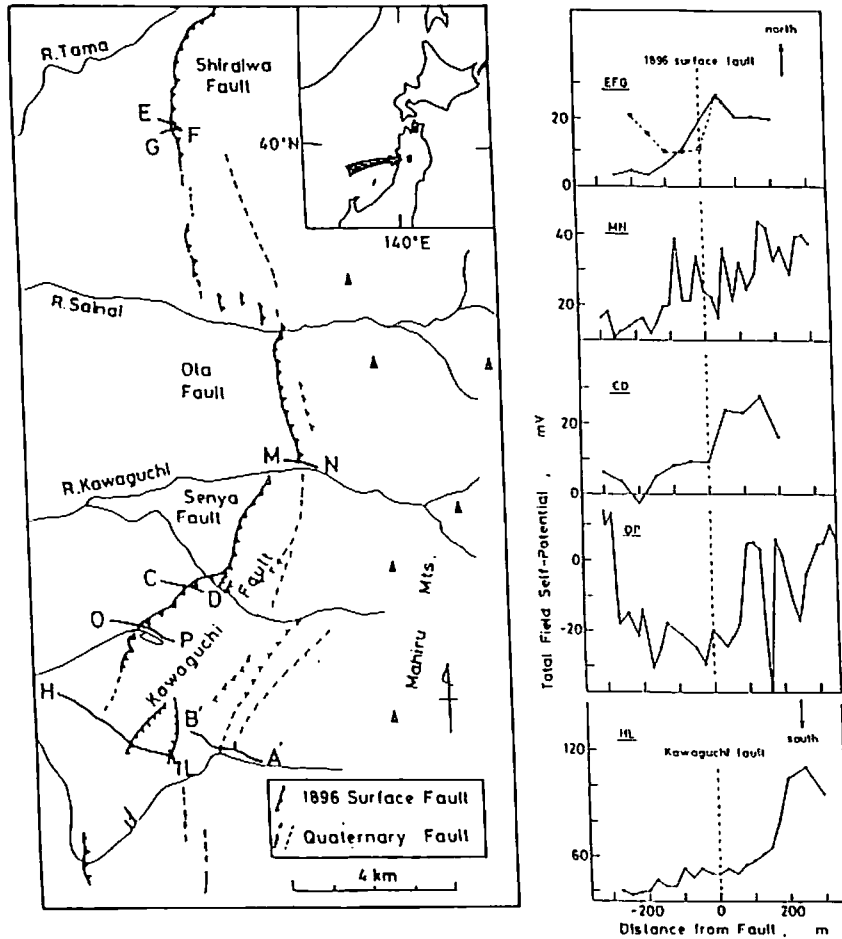 R.Tama
Shiraiwa
Fault
E
G
F
40°N
140°E
R.Sainai
Ota
Fault
M
N
R.Kawaguchi
Senya
Fault
C
D
Fault
O
P
Kawaguchi
H
B
A
L
Mahiru Mts.
1896 Surface Fault
Quaternary Fault
4 km
north
1896 surface fault
EFG
20
0
MN
40
20
CD
20
0
OP
0
-20
south
HL
Kawaguchi fault
120
60
-200
0
200
Distance from Fault, m
Total Field Self-Potential, mV